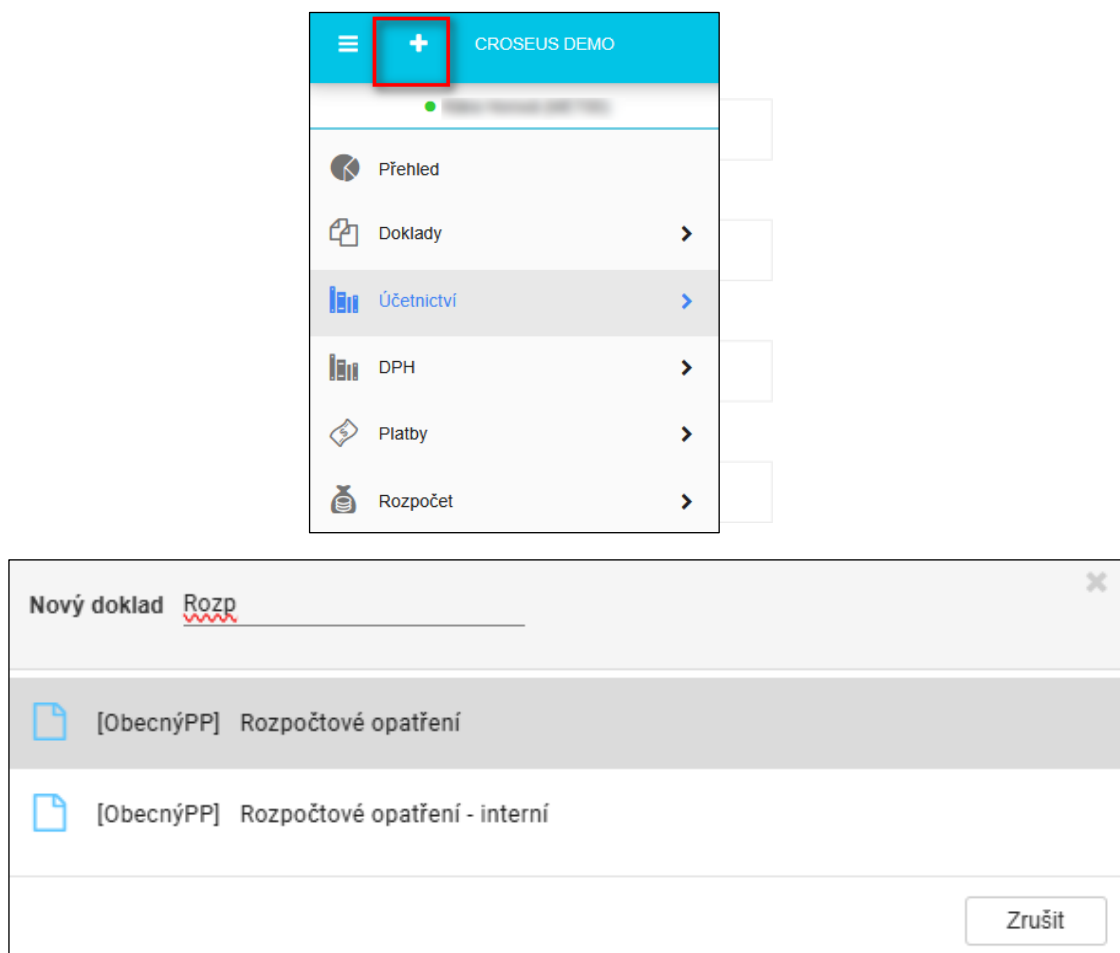 CROSEUS DEMO
Přehled
Doklady
Účetnictví
DPH
Platby
Rozpočet
Nový doklad Rozp
[ObecnýPP] Rozpočtové opatření
[ObecnýPP] Rozpočtové opatření - interní
Zrušit